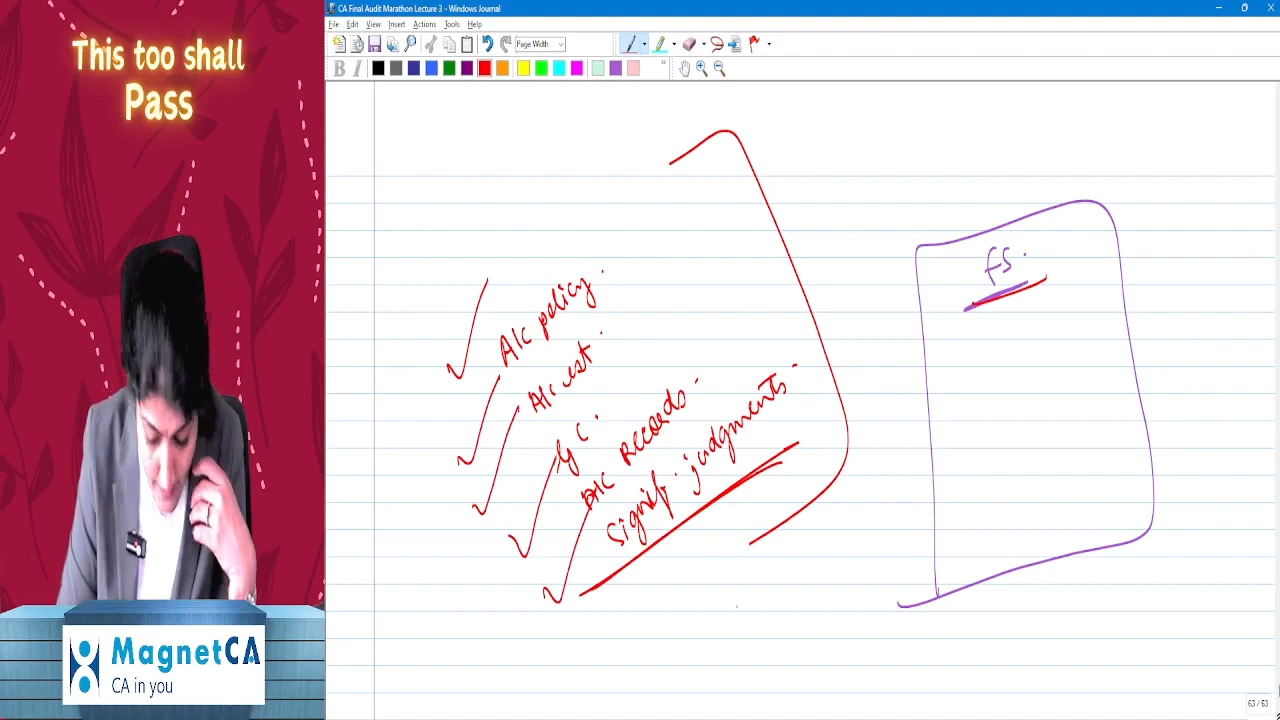 This too shall
Pass
MagnetCA
CA in you
CA Final Audit Marathon Lecture 3 - Windows Journal
File Edit View Insert Actions Tools Help
Page Width
B I
A/c policy.
A/c est.
G C.
A/c Records.
Signif. judgments.
fs.
63 / 63